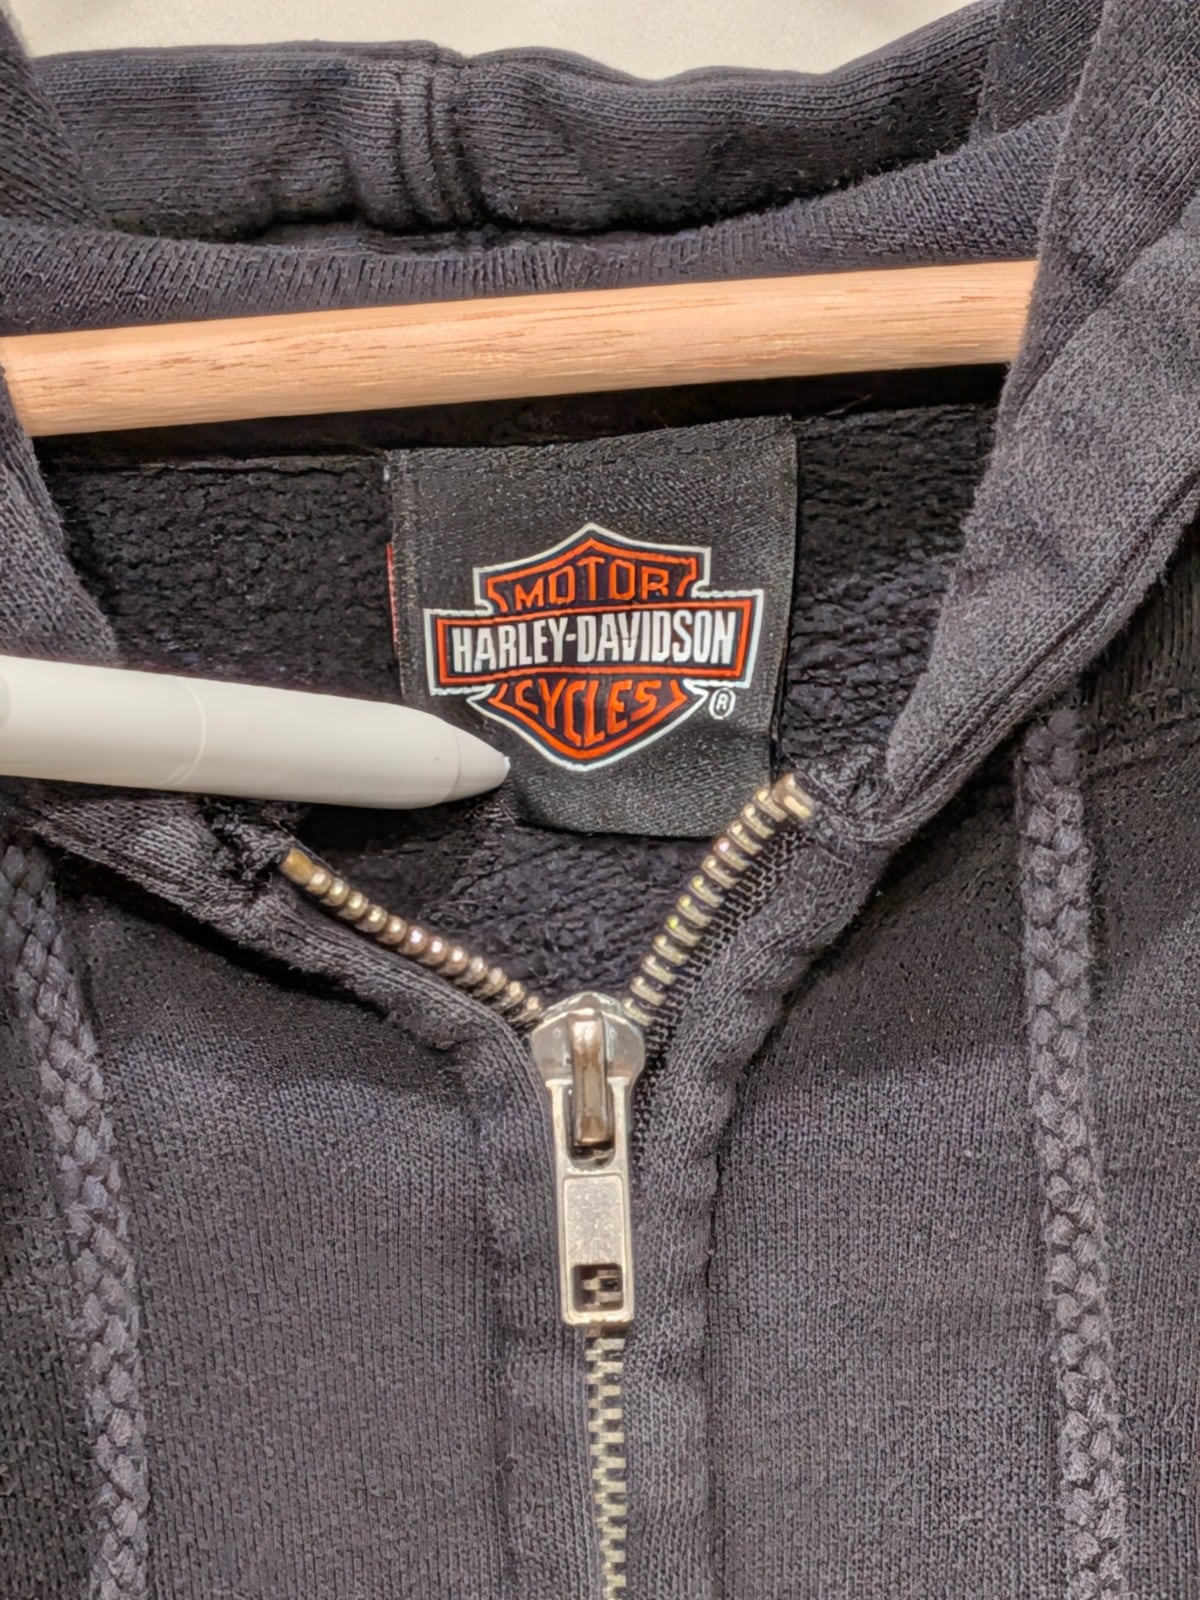 MOTOR
HARLEY-DAVIDSON
CYCLES
®